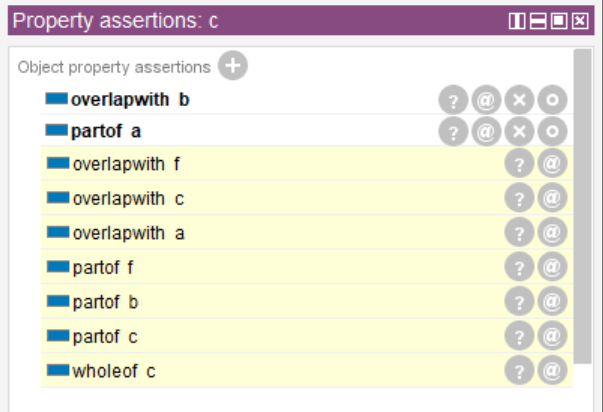 Property assertions: c
Object property assertions
overlapwith b
partof a
overlapwith f
overlapwith c
overlapwith a
partof f
partof b
partof c
wholeof c